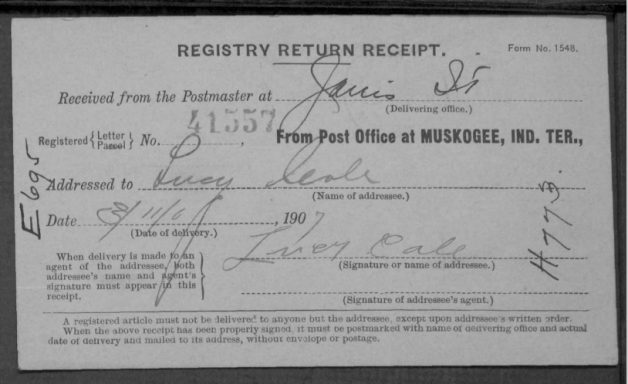 REGISTRY RETURN RECEIPT. Form No. 1548.
Received from the Postmaster at
(Delivering office.)
Registered { Letter Parcel } No. 41557, From Post Office at MUSKOGEE, IND. TER.,
Addressed to Lucy
(Name of addressee.)
Date 8/11/0, 1907
(Date of delivery.)
E695
H773.
When delivery is made to an
agent of the addressee, both
addressee's name and agent's
signature must appear in this
receipt.
Lucy Cale
(Signature or name of addressee.)
(Signature of addressee's agent.)
A registered article must not be delivered to anyone but the addressee, except upon addressee's written order.
When the above receipt has been properly signed, it must be postmarked with name of delivering office and actual
date of delivery and mailed to its address, without envelope or postage.